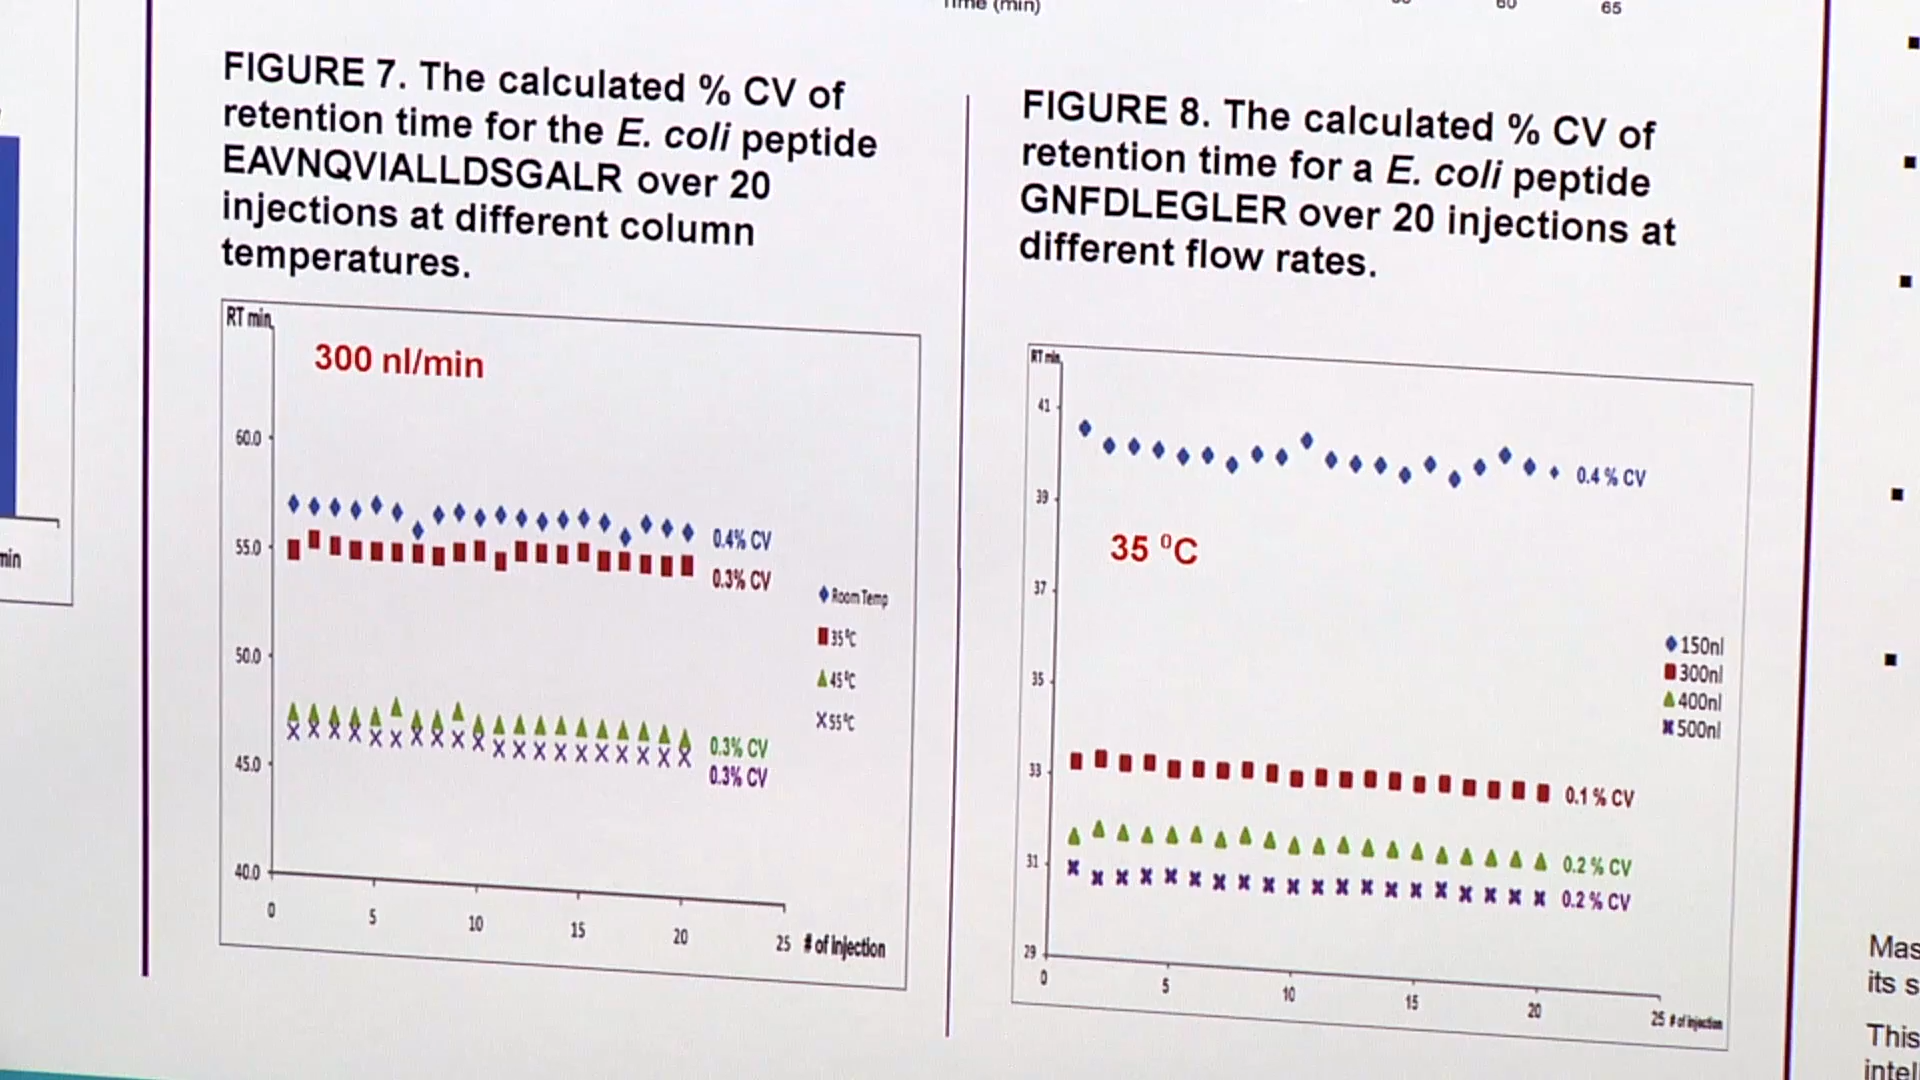 Time (min)
60
65
min
FIGURE 7. The calculated % CV of
retention time for the E. coli peptide
EAVNQVIALLDSGALR over 20
injections at different column
temperatures.
RT min
300 nl/min
60.0
55.0
50.0
45.0
40.0
0
5
10
15
20
25
# of injection
0.4% CV
0.3% CV
0.3% CV
0.3% CV
Room Temp
35°C
45°C
55°C
FIGURE 8. The calculated % CV of
retention time for a E. coli peptide
GNFDLEGLER over 20 injections at
different flow rates.
RT min
41
39
37
35
33
31
29
0
5
10
15
20
25
# of injection
35 ⁰C
0.4 % CV
0.1 % CV
0.2 % CV
0.2 % CV
150nl
300nl
400nl
500nl
Mas
its s
This
intel